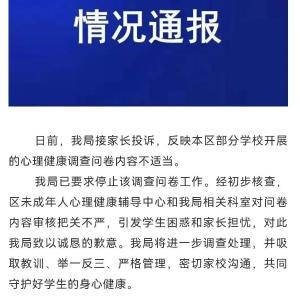 情况通报
日前，我局接家长投诉，反映本区部分学校开展
的心理健康调查问卷内容不适当。
我局已要求停止该调查问卷工作。经初步核查，
区未成年人心理健康辅导中心和我局相关科室对问卷
内容审核把关不严，引发学生困惑和家长担忧，对此
我局致以诚恳的歉意。我局将进一步调查处理，并吸
取教训、举一反三、严格管理，密切家校沟通，共同
守护好学生的身心健康。